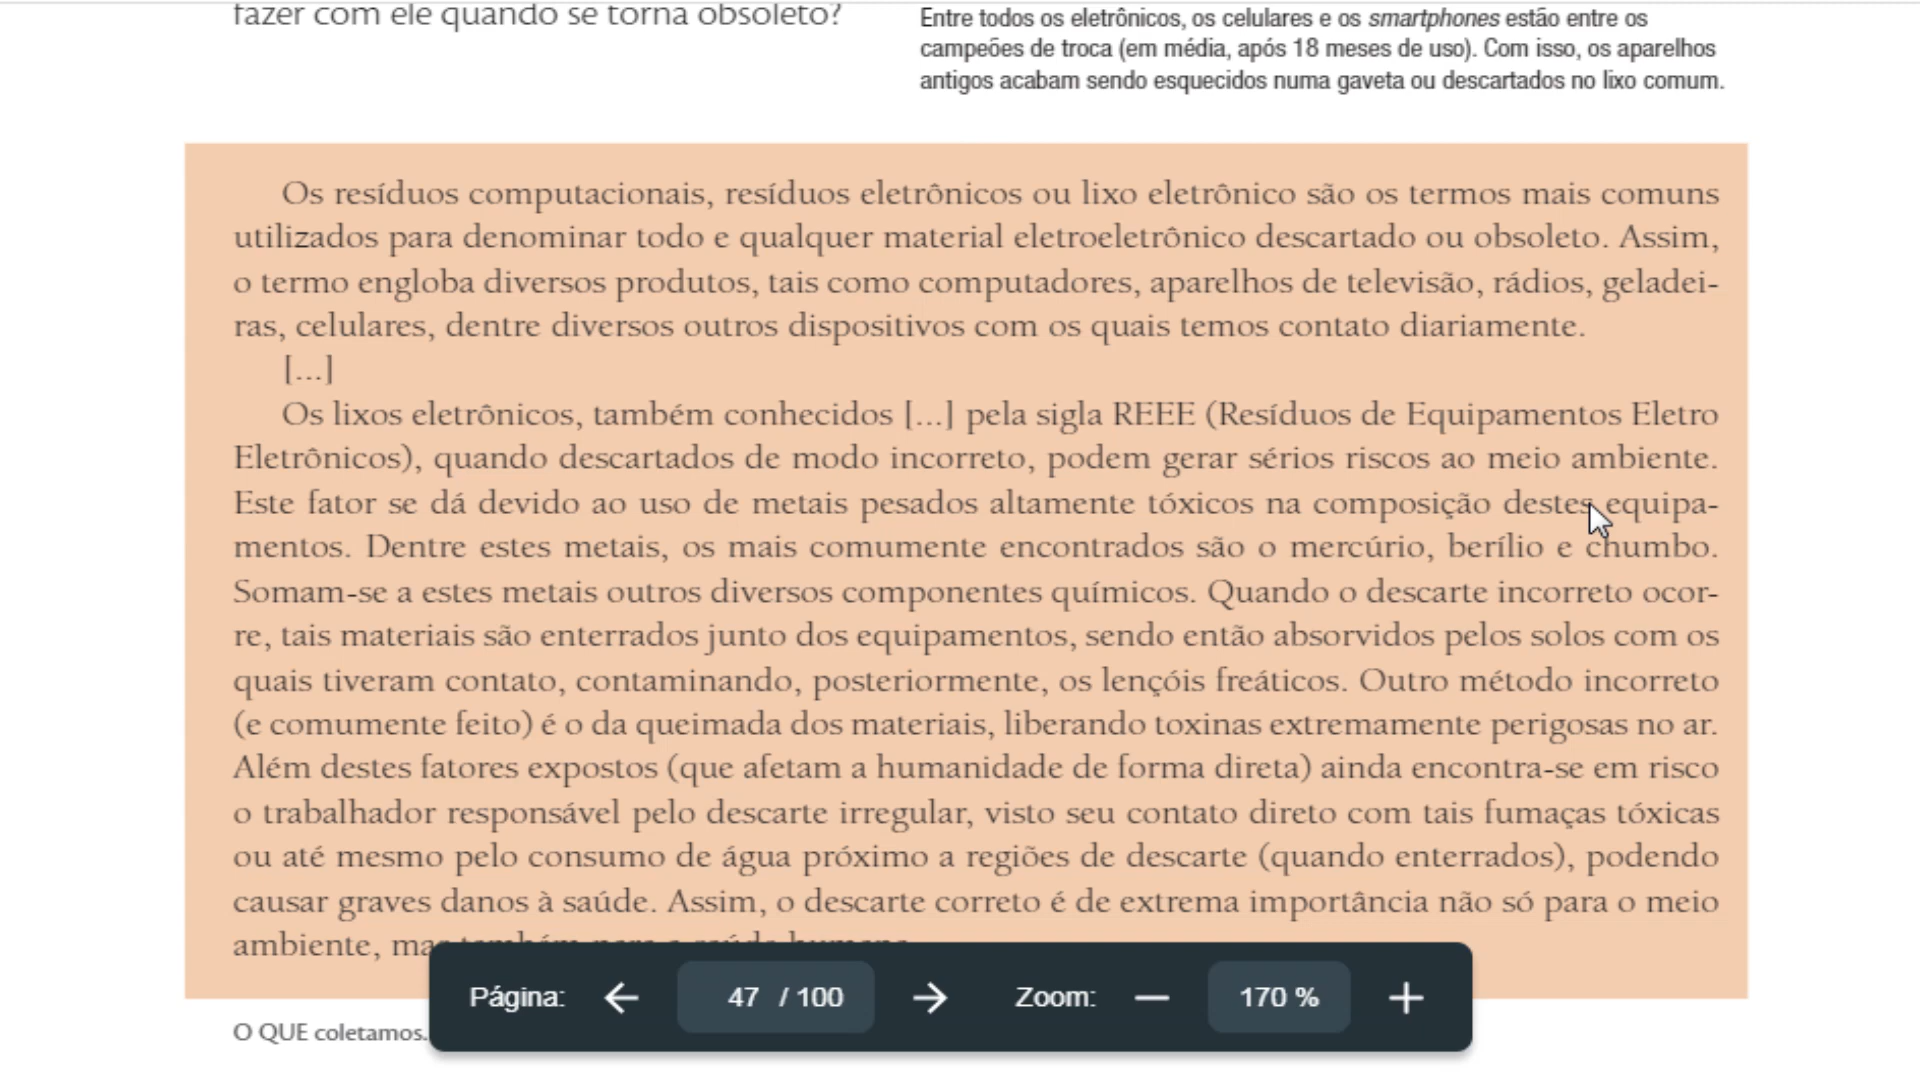 fazer com ele quando se torna obsoleto?
Entre todos os eletrônicos, os celulares e os smartphones estão entre os
campeões de troca (em média, após 18 meses de uso). Com isso, os aparelhos
antigos acabam sendo esquecidos numa gaveta ou descartados no lixo comum.
Os resíduos computacionais, resíduos eletrônicos ou lixo eletrônico são os termos mais comuns
utilizados para denominar todo e qualquer material eletroeletrônico descartado ou obsoleto. Assim,
o termo engloba diversos produtos, tais como computadores, aparelhos de televisão, rádios, geladei-
ras, celulares, dentre diversos outros dispositivos com os quais temos contato diariamente.
[...]
Os lixos eletrônicos, também conhecidos [...] pela sigla REEE (Resíduos de Equipamentos Eletro
Eletrônicos), quando descartados de modo incorreto, podem gerar sérios riscos ao meio ambiente.
Este fator se dá devido ao uso de metais pesados altamente tóxicos na composição destes equipa-
mentos. Dentre estes metais, os mais comumente encontrados são o mercúrio, berílio e chumbo.
Somam-se a estes metais outros diversos componentes químicos. Quando o descarte incorreto ocor-
re, tais materiais são enterrados junto dos equipamentos, sendo então absorvidos pelos solos com os
quais tiveram contato, contaminando, posteriormente, os lençóis freáticos. Outro método incorreto
(e comumente feito) é o da queimada dos materiais, liberando toxinas extremamente perigosas no ar.
Além destes fatores expostos (que afetam a humanidade de forma direta) ainda encontra-se em risco
o trabalhador responsável pelo descarte irregular, visto seu contato direto com tais fumaças tóxicas
ou até mesmo pelo consumo de água próximo a regiões de descarte (quando enterrados), podendo
causar graves danos à saúde. Assim, o descarte correto é de extrema importância não só para o meio
ambiente, mas também para a saúde humana.
O QUE coletamos.
Página: 47 / 100 Zoom: 170 %